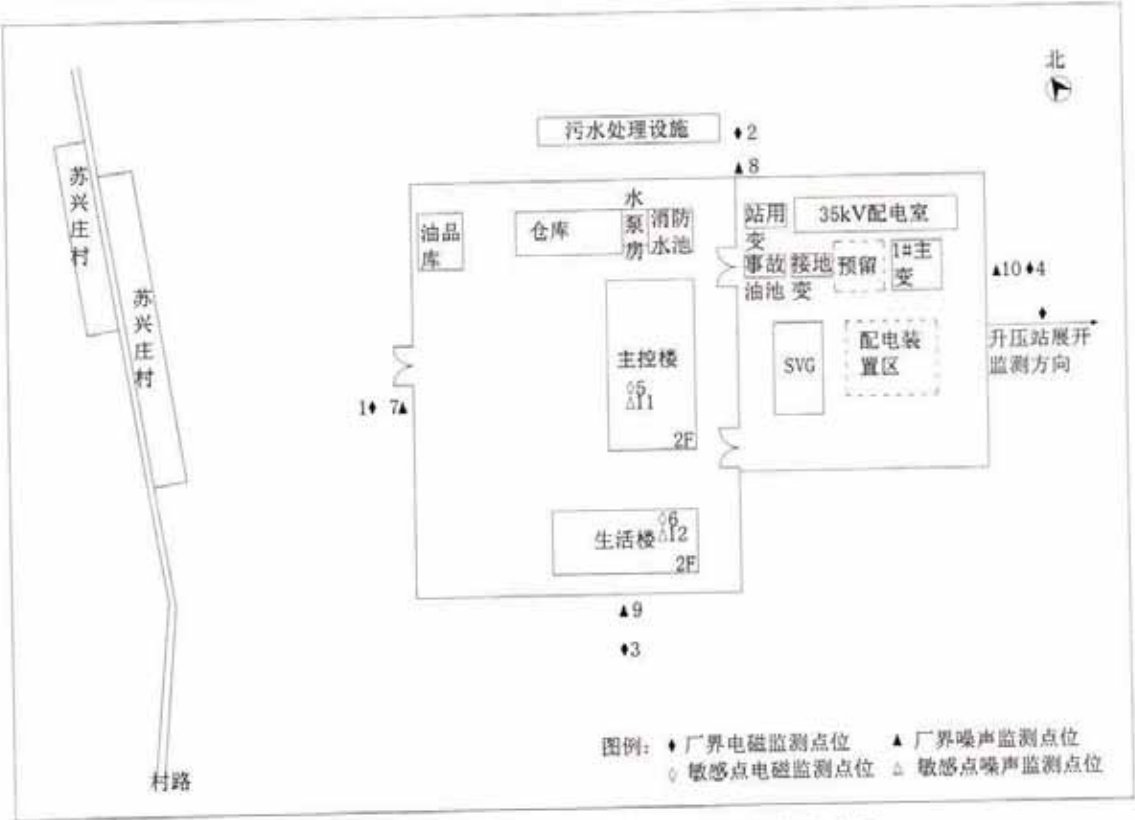 北
污水处理设施
2
8
苏兴庄村
苏兴庄村
油品
库
仓库
水泵房
消防
水池
站用
变
35kV配电室
事故
油池
接地
变
预留
1#主
变
10
4
升压站展开
监测方向
主控楼
5
11
2F
SVG
配电装
置区
1
7
生活楼
6
12
2F
9
3
图例:
厂界电磁监测点位
厂界噪声监测点位
敏感点电磁监测点位
敏感点噪声监测点位
村路